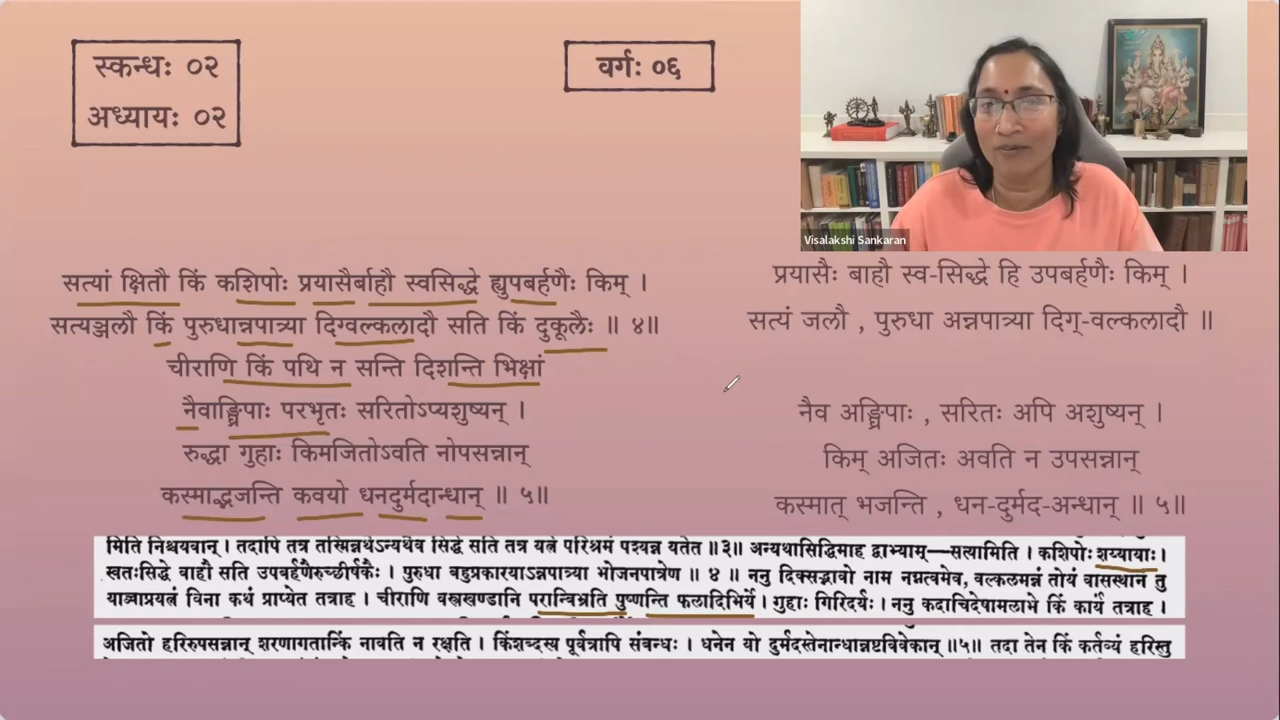 स्कन्धः ०२
अध्यायः ०२
वर्गः ०६
Visalakshi Sankaran
सत्यां क्षितौ किं कशिपोः प्रयासैर्बाहौ स्वसिद्धे ह्युपबर्हणैः किम् ।
सत्यञ्जलौ किं पुरुधान्नपात्र्या दिग्वल्कलादौ सति किं दुकूलैः ॥ ४॥
चीराणि किं पथि न सन्ति दिशन्ति भिक्षां
नैवाङ्घ्रिपाः परभृतः सरितोऽप्यशुष्यन् ।
रुद्धा गुहाः किमजितोऽवति नोपसन्नान्
कस्माद्भजन्ति कवयो धनदुर्मदान्धान् ॥ ५॥
प्रयासैः बाहौ स्व-सिद्धे हि उपबर्हणैः किम् ।
सत्यं जलौ , पुरुधा अन्नपात्र्या दिग्-वल्कलादौ ॥
नैव अङ्घ्रिपाः , सरितः अपि अशुष्यन् ।
किम् अजितः अवति न उपसन्नान्
कस्मात् भजन्ति , धन-दुर्मद-अन्धान् ॥ ५॥
मिति निश्चयवान् । तदापि तत्र तस्मिन्नर्थेऽन्यथैव सिद्धे सति तत्र यत्नं परिश्रमं पश्यन्न यतेत ॥३॥ अन्यथासिद्धिमाह द्वाभ्याम्—सत्यामिति । कशिपोः शय्यायाः ।
स्वतःसिद्धे बाहौ सति उपबर्हणैरुच्छीर्षकैः । पुरुधा बहुप्रकारयाऽन्नपात्र्या भोजनपात्रेण ॥ ४ ॥ ननु दिक्सद्भावो नाम नग्नत्वमेव, वल्कलमन्नं तोयं वासस्थानं तु
याञ्चाप्रयत्नं विना कथं प्राप्येत तत्राह । चीराणि वस्त्रखण्डानि परान्बिभ्रति पुष्णन्ति फलादिभिर्ये । गुहाः गिरिदर्यः । ननु कदाचिदेषामलाभे किं कार्यं तत्राह ।
अजितो हरिरुपसन्नान् शरणागतान्किं नावति न रक्षति । किंशब्दस्य पूर्वत्रापि संबन्धः । धनेन यो दुर्मदस्तेनान्धान्नष्टविवेकान् ॥५॥ तदा तेन किं कर्तव्यं हरिस्तु